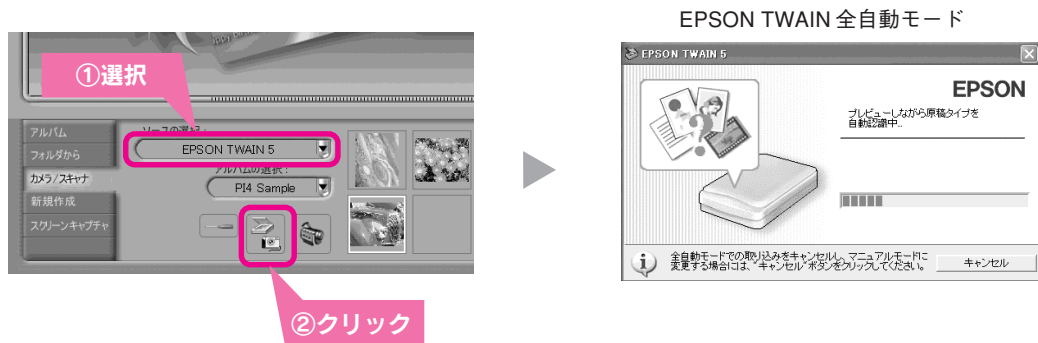 EPSON TWAIN 全自動モード
①選択
アルバム
フォルダから
カメラ/スキャナ
新規作成
スクリーンキャプチャ
ソースの選択：
EPSON TWAIN 5
アルバムの選択：
PI4 Sample
②クリック
EPSON TWAIN 5
EPSON
プレビューしながら原稿タイプを
自動認識中...
全自動モードでの取り込みをキャンセルし、マニュアルモードに
変更する場合には、"キャンセル"ボタンをクリックしてください。
キャンセル